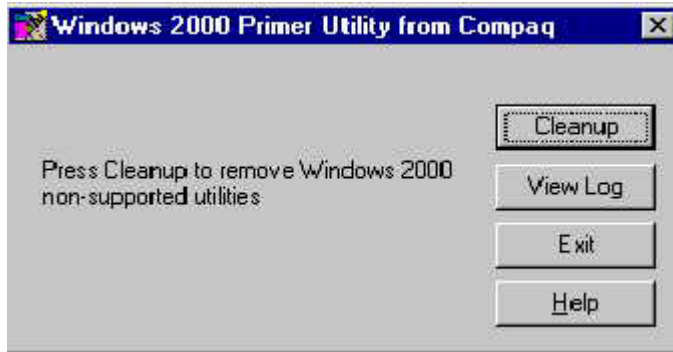 Windows 2000 Primer Utility from Compaq
Cleanup
Press Cleanup to remove Windows 2000
non-supported utilities
View Log
Exit
Help